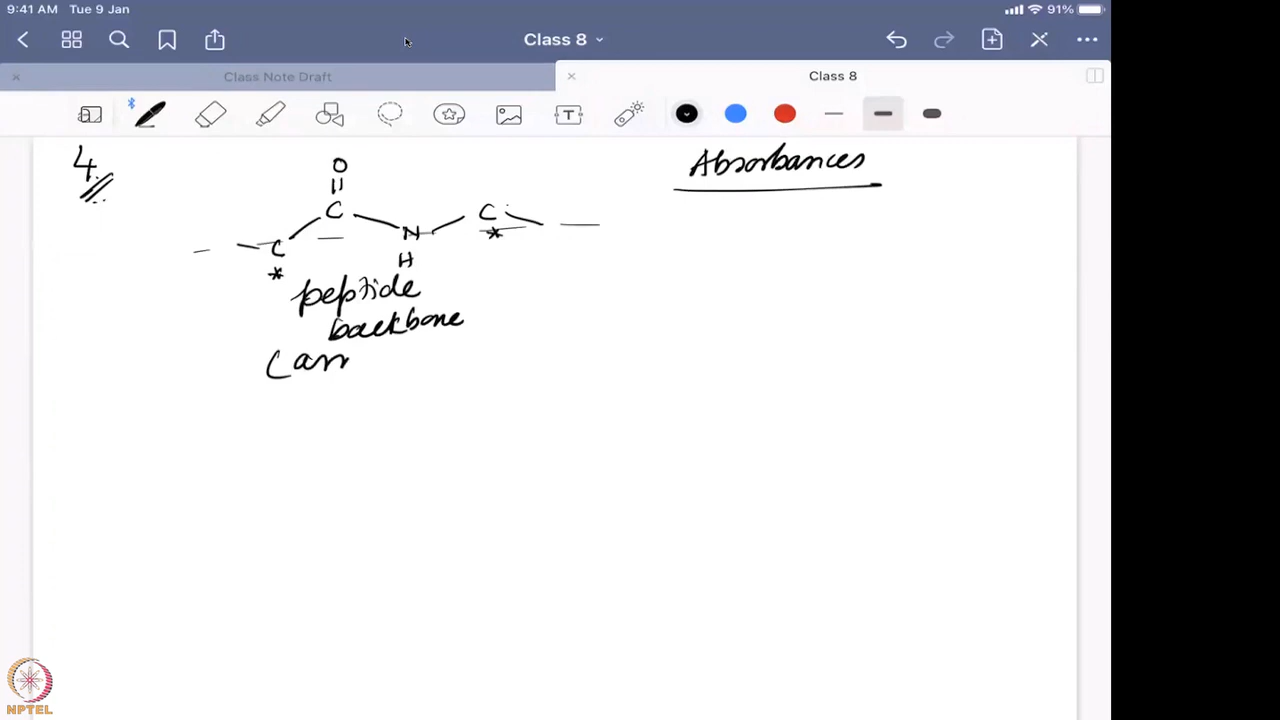 9:41 AM Tue 9 Jan
91%
Class 8
Class Note Draft
Class 8
T
4.
Absorbances
O
C
C N C
* H *
peptide
backbone
(am
NPTEL